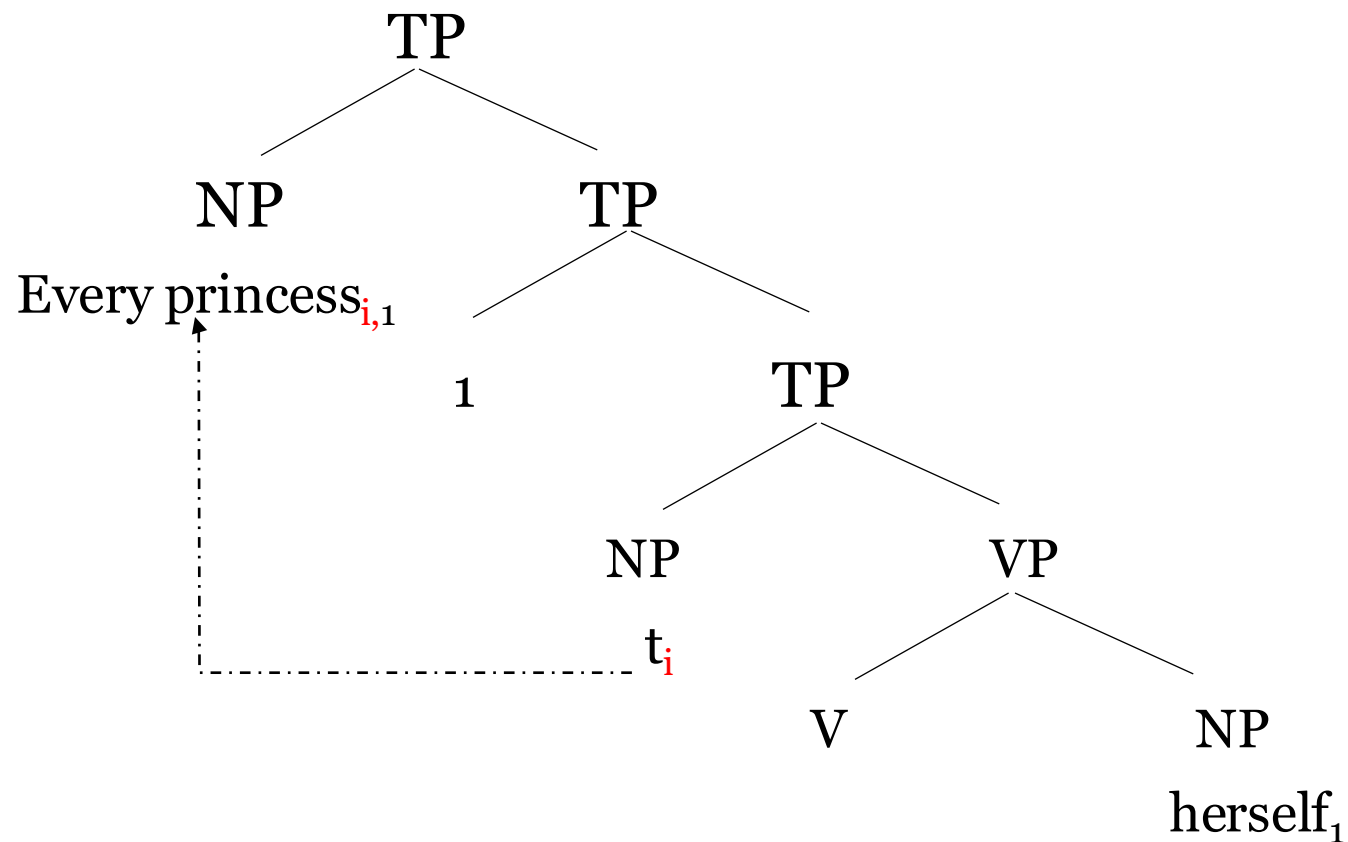 TP
NP TP
Every princessi,1
1 TP
NP VP
ti
V NP
herself1